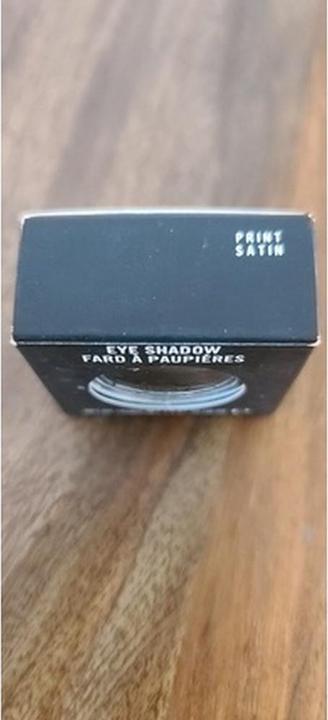 PRINT
SATIN
EYE SHADOW
FARD À PAUPIÈRES